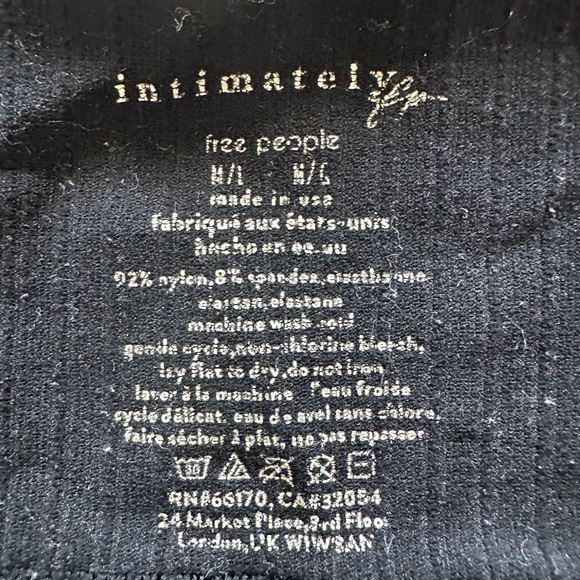 intimately fp
free people
M/L M/G
made in usa
fabriqué aux états-unis
hecho en ee.uu
92% nylon, 8% spandex, elasthanne
elastan, elastane
machine wash cold
gentle cycle, non-chlorine bleach,
lay flat to dry, do not iron
laver à la machine l'eau froide
cycle délicat. eau de javel sans chlore,
faire sécher à plat, ne pas repasser
30
RN#66170, CA#32054
24 Market Place, 3rd Floor
London, UK W1W8AN